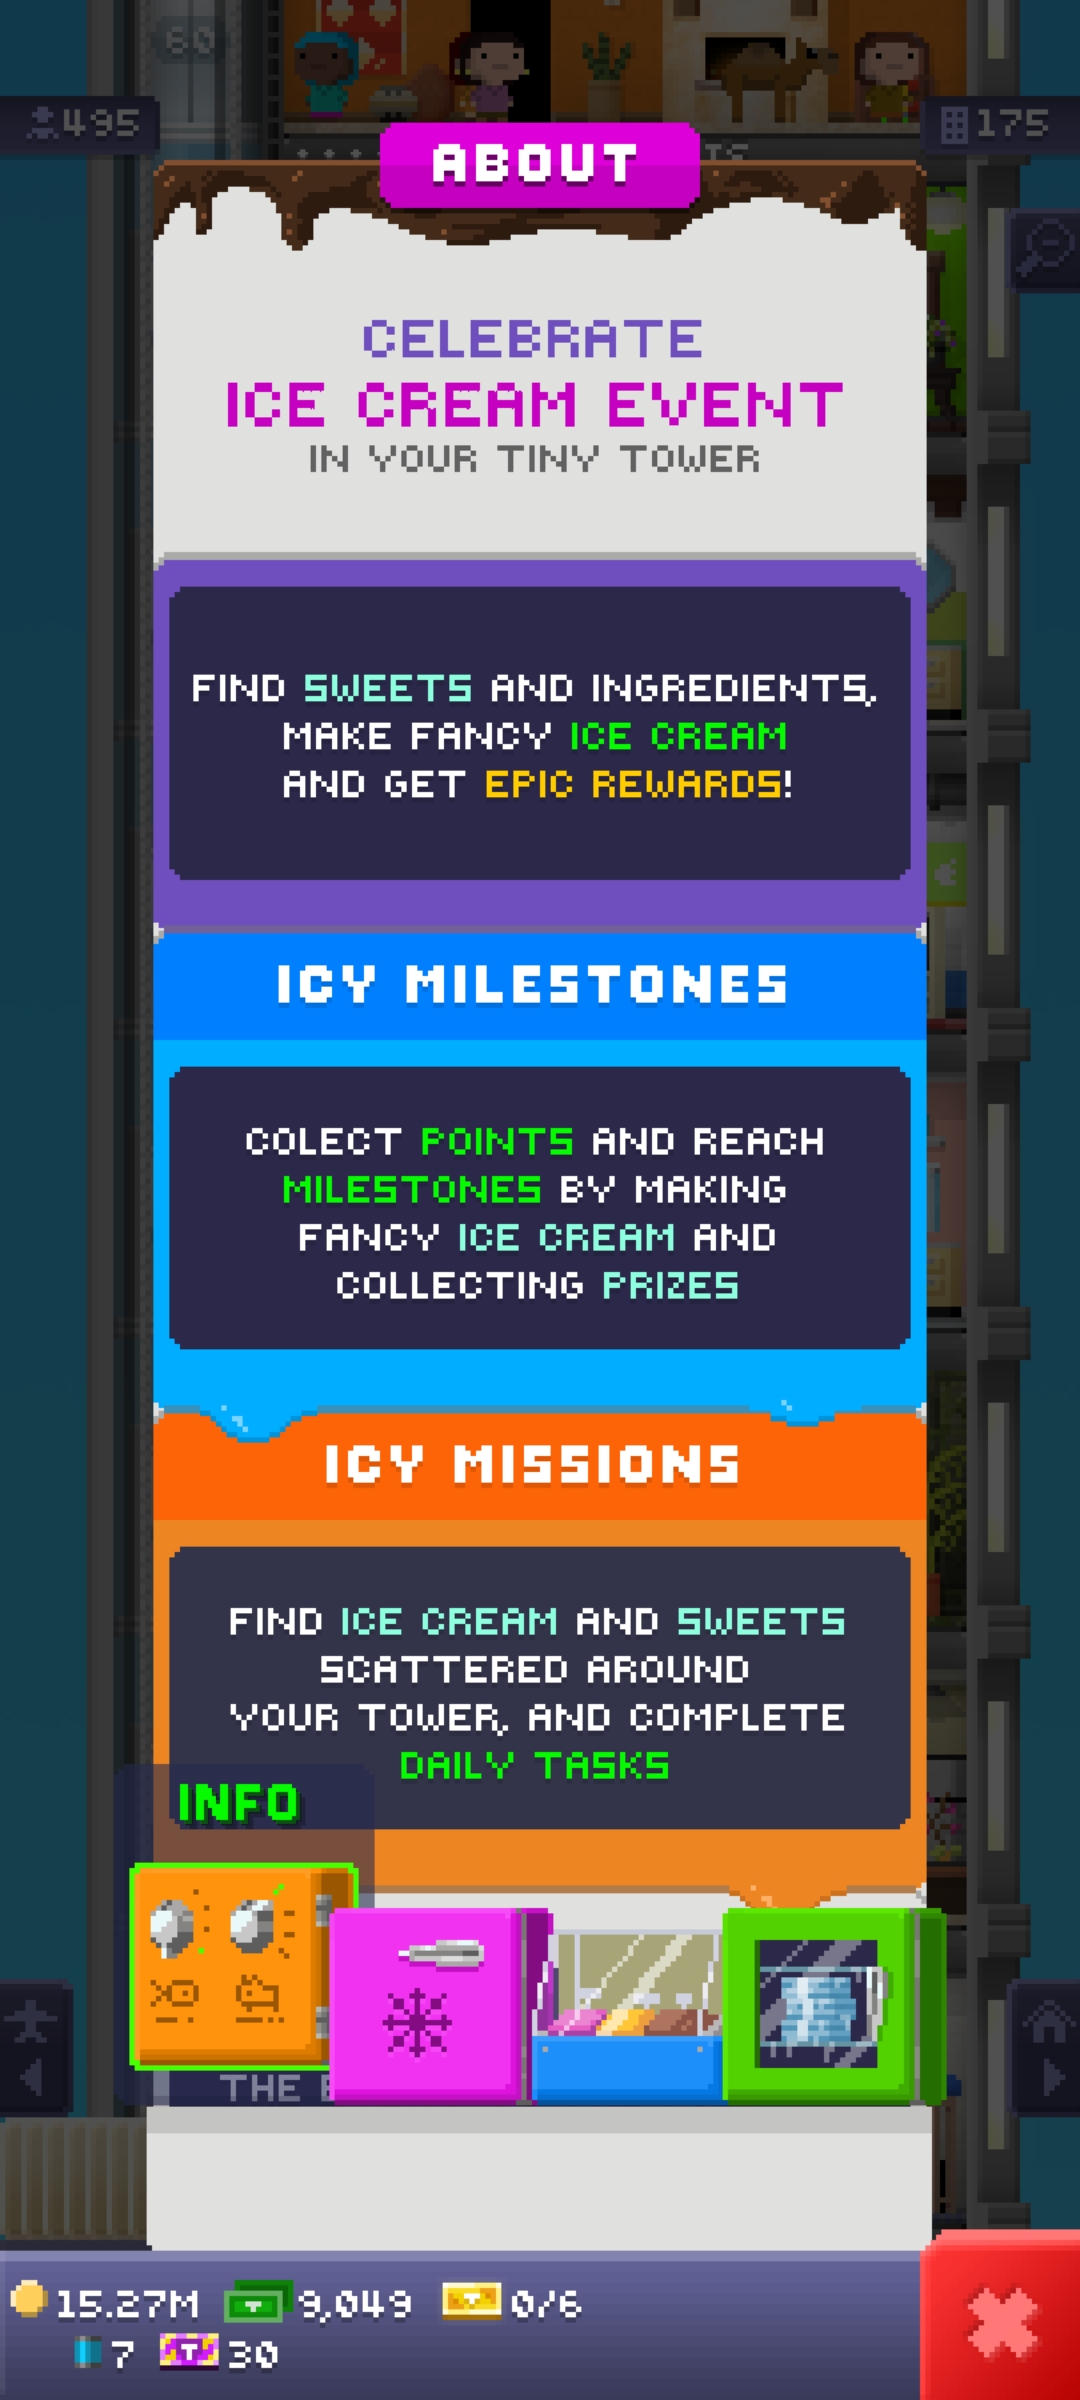 60
495
175
TS
ABOUT
CELEBRATE
ICE CREAM EVENT
IN YOUR TINY TOWER
FIND SWEETS AND INGREDIENTS,
MAKE FANCY ICE CREAM
AND GET EPIC REWARDS!
ICY MILESTONES
COLECT POINTS AND REACH
MILESTONES BY MAKING
FANCY ICE CREAM AND
COLLECTING PRIZES
ICY MISSIONS
FIND ICE CREAM AND SWEETS
SCATTERED AROUND
YOUR TOWER, AND COMPLETE
DAILY TASKS
INFO
THE
15.27M 9,049 0/6
7 30